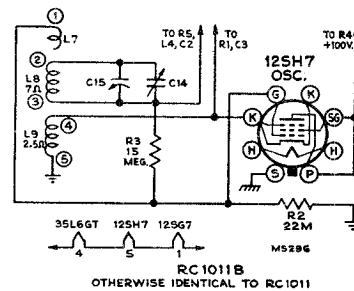 1
L7
TO R5,
L4, C2
TO
R1, C3
TO R4
+100V.
2
L8
7Ω
3
C15
C14
12SH7
OSC.
G
K
K
SG
H
H
S
P
4
L9
2.5Ω
5
R3
15
MEG.
R2
22M
MS296
35L6GT
12SH7
12SG7
4
5
1
RC1011B
OTHERWISE IDENTICAL TO RC1011